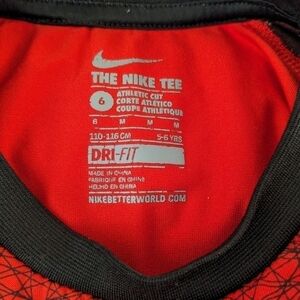 THE NIKE TEE
6
ATHLETIC CUT
CORTE ATLÉTICO
COUPE ATHLÉTIQUE
6 M M M
110-116 CM 5-6 YRS
DRI-FIT
MADE IN CHINA
FABRIQUÉ EN CHINE
HECHO EN CHINA
NIKEBETTERWORLD.COM